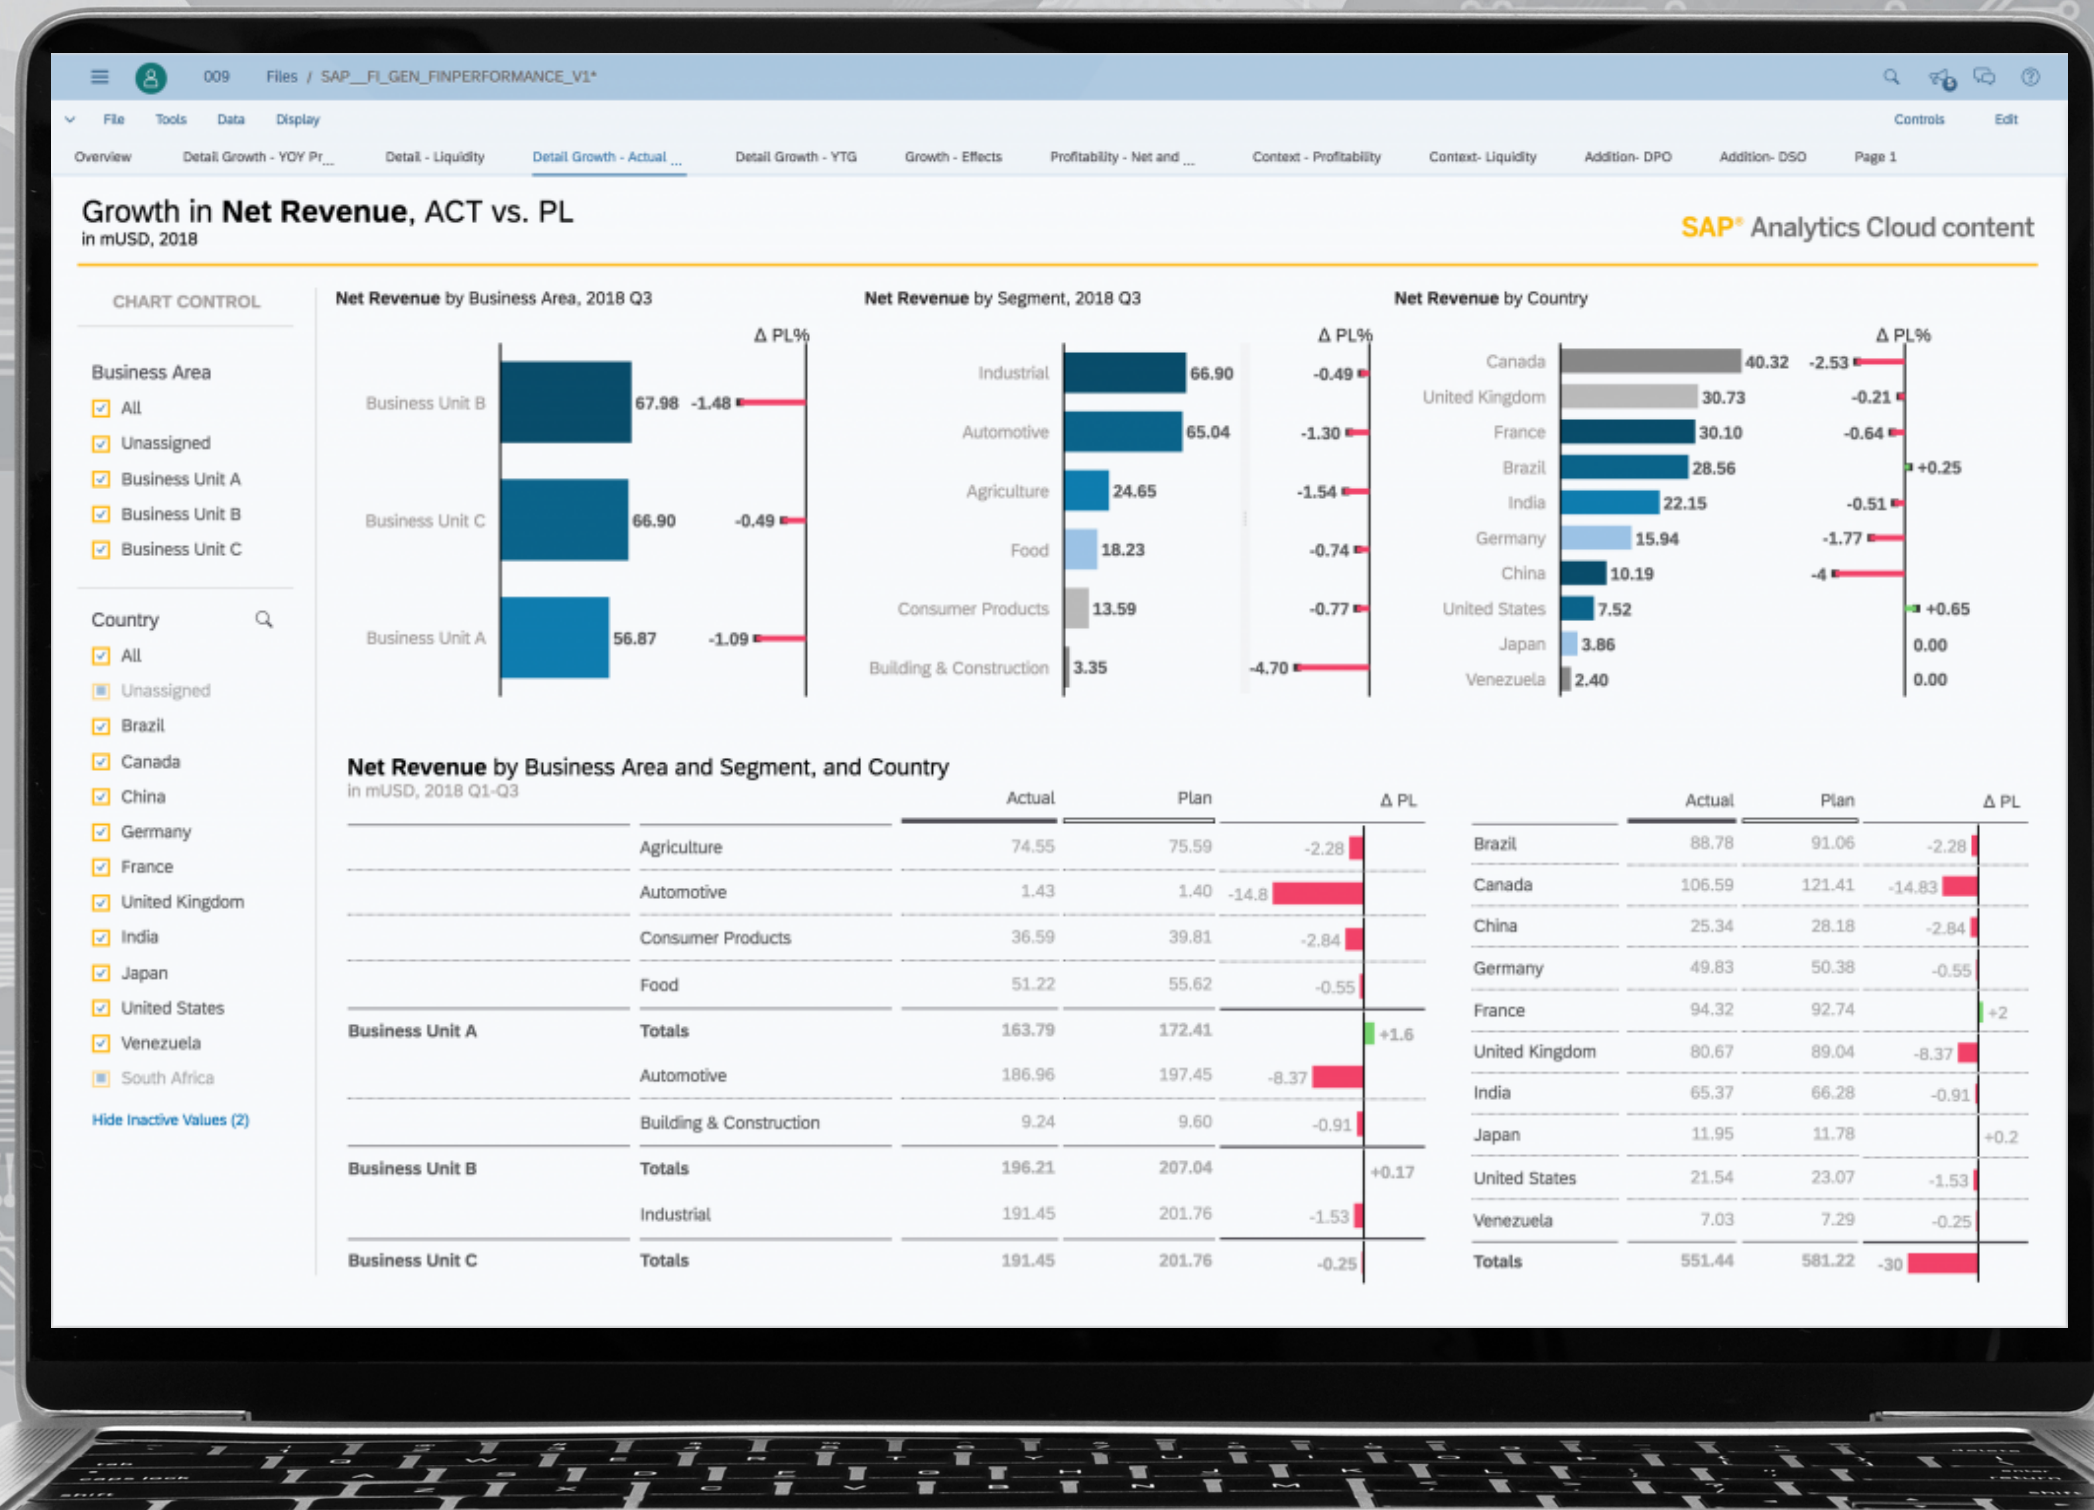 009 Files / SAP__FI_GEN_FINPERFORMANCE_V1*
File Tools Data Display Controls Edit
Overview Detail Growth - YOY Pr... Detail - Liquidity Detail Growth - Actual ... Detail Growth - YTG Growth - Effects Profitability - Net and ... Context - Profitability Context- Liquidity Addition- DPO Addition- DSO Page 1
Growth in Net Revenue, ACT vs. PL
in mUSD, 2018
SAP® Analytics Cloud content
CHART CONTROL
Business Area
All
Unassigned
Business Unit A
Business Unit B
Business Unit C
Country
All
Unassigned
Brazil
Canada
China
Germany
France
United Kingdom
India
Japan
United States
Venezuela
South Africa
Hide Inactive Values (2)
Net Revenue by Business Area, 2018 Q3
Δ PL%
Business Unit B 67.98 -1.48
Business Unit C 66.90 -0.49
Business Unit A 56.87 -1.09
Net Revenue by Segment, 2018 Q3
Δ PL%
Industrial 66.90 -0.49
Automotive 65.04 -1.30
Agriculture 24.65 -1.54
Food 18.23 -0.74
Consumer Products 13.59 -0.77
Building & Construction 3.35 -4.70
Net Revenue by Country
Δ PL%
Canada 40.32 -2.53
United Kingdom 30.73 -0.21
France 30.10 -0.64
Brazil 28.56 +0.25
India 22.15 -0.51
Germany 15.94 -1.77
China 10.19 -4
United States 7.52 +0.65
Japan 3.86 0.00
Venezuela 2.40 0.00
Net Revenue by Business Area and Segment, and Country
in mUSD, 2018 Q1-Q3
Actual Plan Δ PL
Agriculture 74.55 75.59 -2.28
Automotive 1.43 1.40 -14.8
Consumer Products 36.59 39.81 -2.84
Food 51.22 55.62 -0.55
Business Unit A Totals 163.79 172.41 +1.6
Automotive 186.96 197.45 -8.37
Building & Construction 9.24 9.60 -0.91
Business Unit B Totals 196.21 207.04 +0.17
Industrial 191.45 201.76 -1.53
Business Unit C Totals 191.45 201.76 -0.25
Actual Plan Δ PL
Brazil 88.78 91.06 -2.28
Canada 106.59 121.41 -14.83
China 25.34 28.18 -2.84
Germany 49.83 50.38 -0.55
France 94.32 92.74 +2
United Kingdom 80.67 89.04 -8.37
India 65.37 66.28 -0.91
Japan 11.95 11.78 +0.2
United States 21.54 23.07 -1.53
Venezuela 7.03 7.29 -0.25
Totals 551.44 581.22 -30
tab
caps lock
shift
delete
enter
return